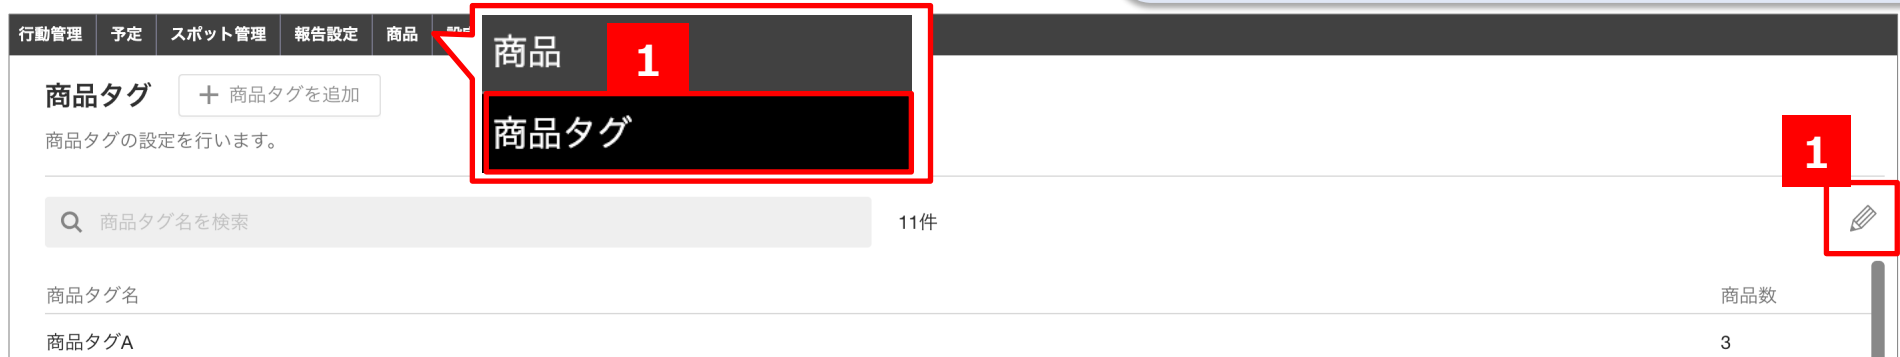 行動管理 予定 スポット管理 報告設定 商品
商品 1
商品タグ
商品タグ + 商品タグを追加
商品タグの設定を行います。
1
商品タグ名を検索 11件
商品タグ名 商品数
商品タグA 3